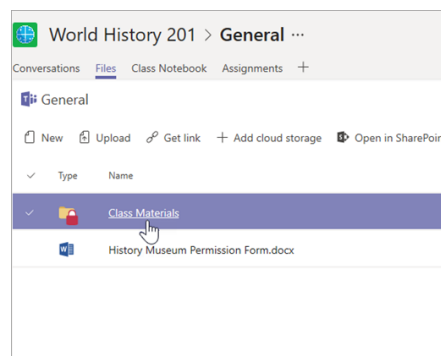 World History 201 > General ...
Conversations Files Class Notebook Assignments +
General
New Upload Get link + Add cloud storage Open in SharePoin
Type Name
Class Materials
History Museum Permission Form.docx